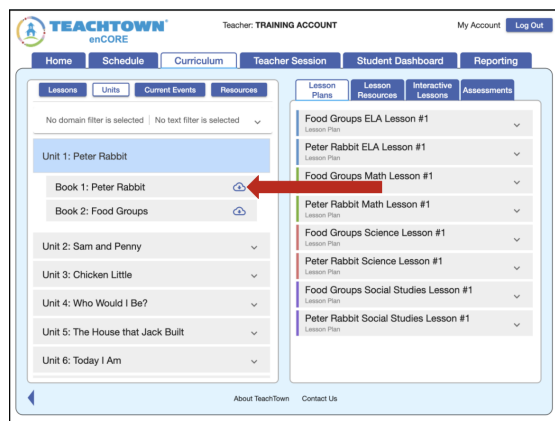 TEACHTOWN®
enCORE
Teacher: TRAINING ACCOUNT
My Account
Log Out
Home
Schedule
Curriculum
Teacher Session
Student Dashboard
Reporting
Lessons
Units
Current Events
Resources
No domain filter is selected | No text filter is selected
Unit 1: Peter Rabbit
Book 1: Peter Rabbit
Book 2: Food Groups
Unit 2: Sam and Penny
Unit 3: Chicken Little
Unit 4: Who Would I Be?
Unit 5: The House that Jack Built
Unit 6: Today I Am
Lesson
Plans
Lesson
Resources
Interactive
Lessons
Assessments
Food Groups ELA Lesson #1
Lesson Plan
Peter Rabbit ELA Lesson #1
Lesson Plan
Food Groups Math Lesson #1
Peter Rabbit Math Lesson #1
Lesson Plan
Food Groups Science Lesson #1
Lesson Plan
Peter Rabbit Science Lesson #1
Lesson Plan
Food Groups Social Studies Lesson #1
Lesson Plan
Peter Rabbit Social Studies Lesson #1
Lesson Plan
About TeachTown
Contact Us